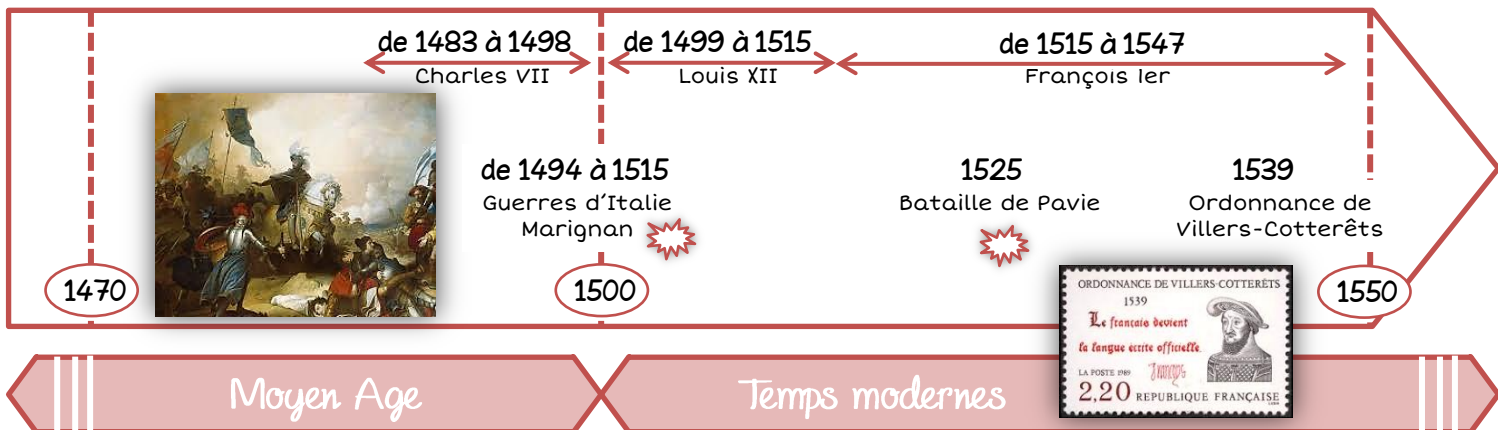 de 1483 à 1498
Charles VII
de 1499 à 1515
Louis XII
de 1515 à 1547
François 1er
de 1494 à 1515
Guerres d'Italie
Marignan
1525
Bataille de Pavie
1539
Ordonnance de
Villers-Cotterêts
1470
1500
1550
ORDONNANCE DE VILLERS-COTTERÊTS
1539
Le français devient
la langue écrite officielle.
François
LA POSTE 1989
2,20 REPUBLIQUE FRANÇAISE
Moyen Age
Temps modernes